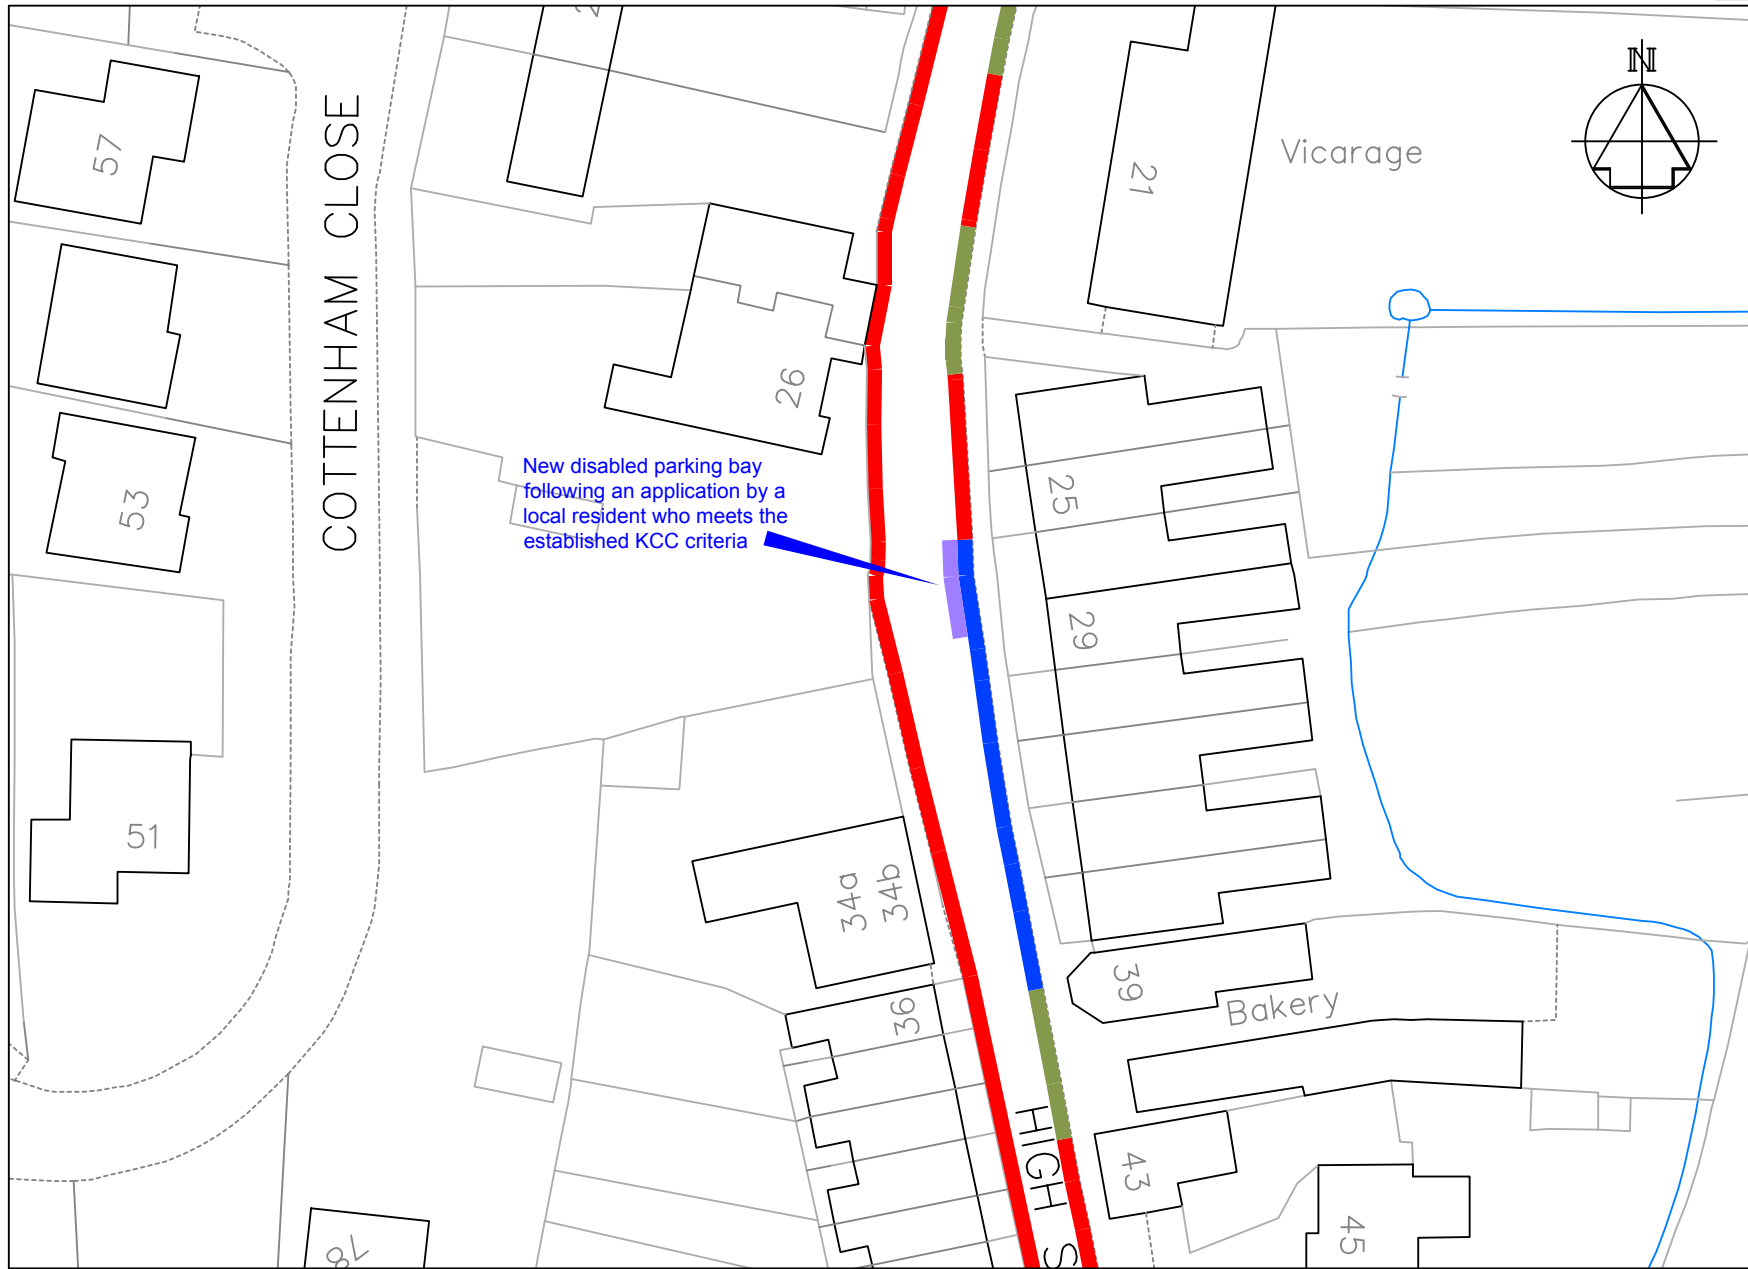 57
COTTENHAM CLOSE
N
Vicarage
21
26
New disabled parking bay
following an application by a
local resident who meets the
established KCC criteria
25
53
29
51
34a
34b
39
36
Bakery
HIGH S
43
45
78